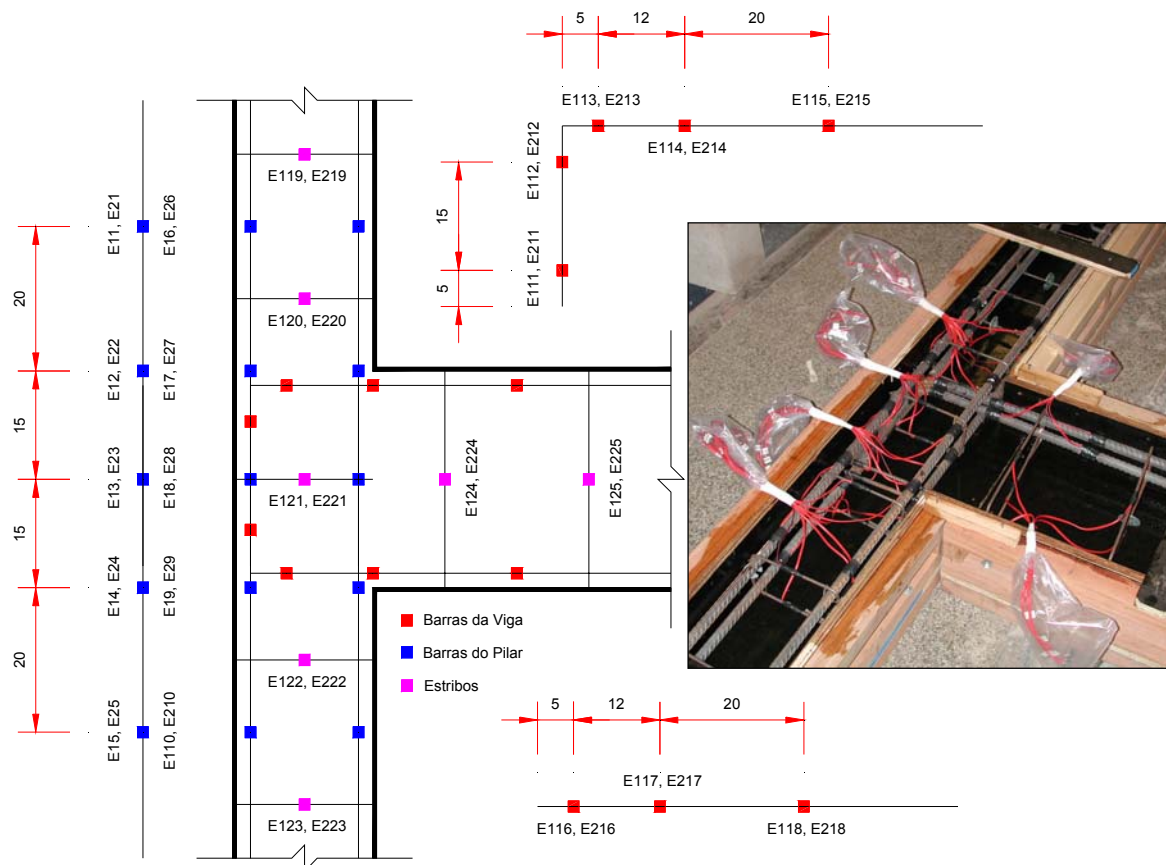 5
12
20
E113, E213
E115, E215
E114, E214
E112, E212
15
E111, E211
5
E119, E219
E11, E21
E16, E26
20
E120, E220
E12, E22
E17, E27
15
E13, E23
E18, E28
E121, E221
E124, E224
E125, E225
15
E14, E24
E19, E29
20
Barras da Viga
Barras do Pilar
Estribos
E122, E222
E15, E25
E110, E210
E123, E223
5
12
20
E117, E217
E116, E216
E118, E218